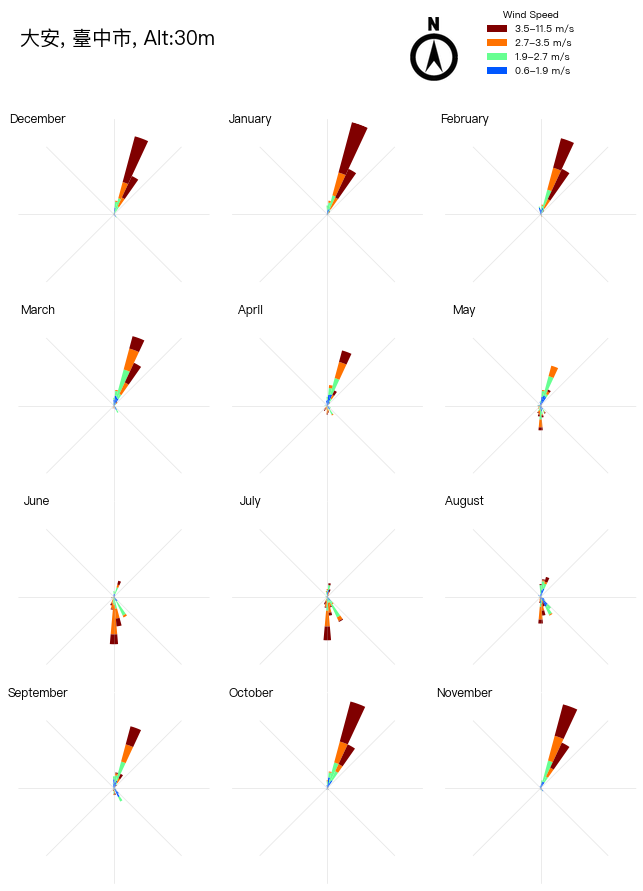 大安, 臺中市, Alt:30m
N
Wind Speed
3.5–11.5 m/s
2.7–3.5 m/s
1.9–2.7 m/s
0.6–1.9 m/s
December
January
February
March
April
May
June
July
August
September
October
November